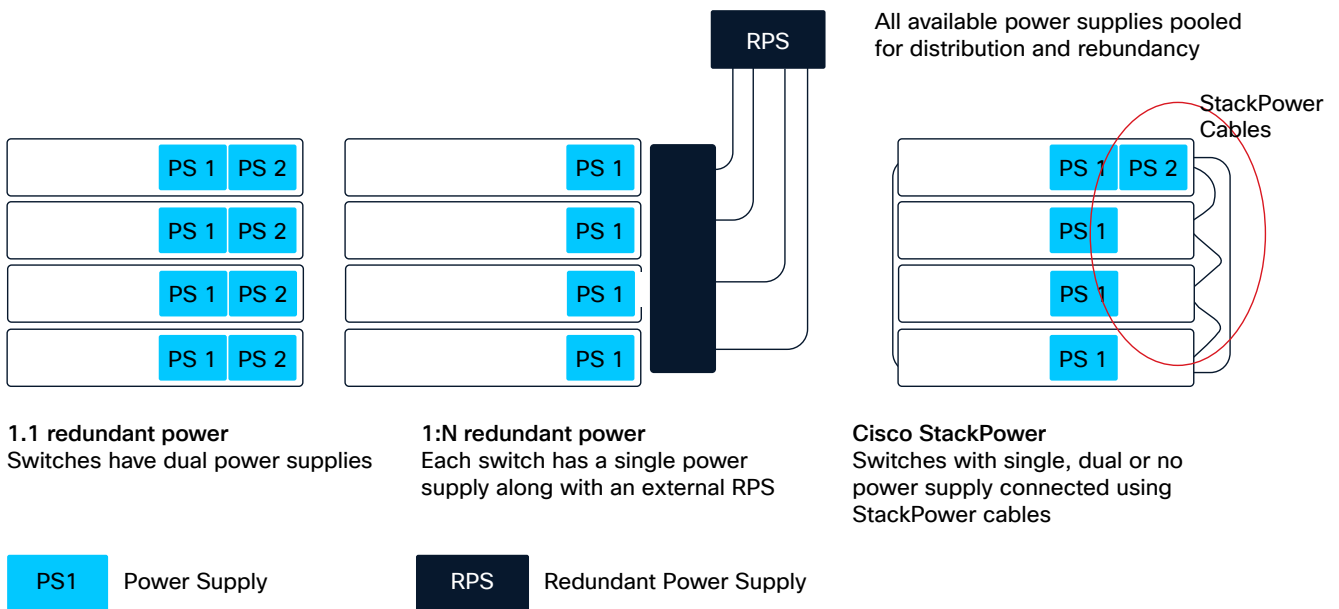 RPS
All available power supplies pooled
for distribution and rebundancy
StackPower
Cables
PS 1 PS 2
PS 1 PS 2
PS 1 PS 2
PS 1 PS 2
PS 1
PS 1
PS 1
PS 1
PS 1 PS 2
PS 1
PS 1
PS 1
1.1 redundant power
Switches have dual power supplies
1:N redundant power
Each switch has a single power
supply along with an external RPS
Cisco StackPower
Switches with single, dual or no
power supply connected using
StackPower cables
PS1 Power Supply
RPS Redundant Power Supply